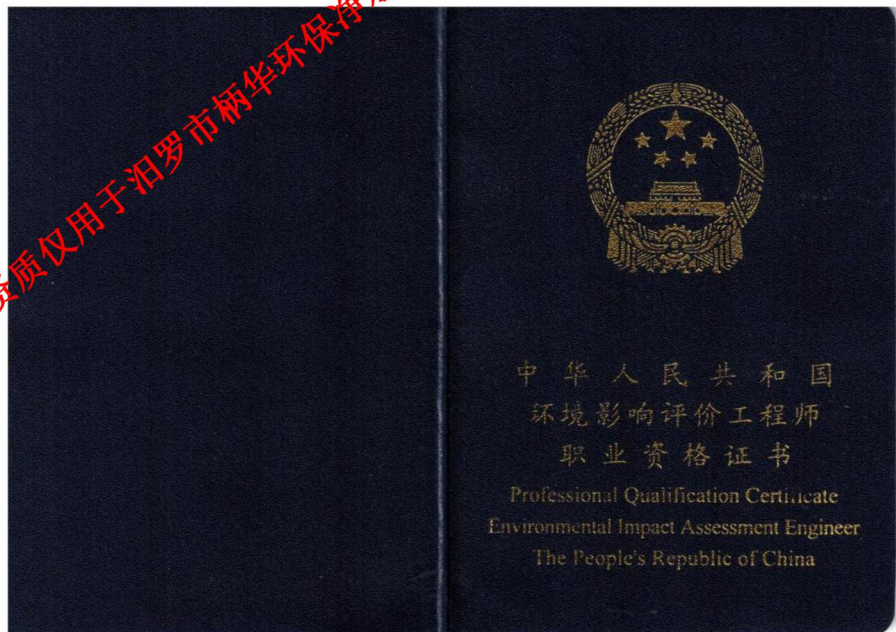 资质仅用于汨罗市柄华环保净
中华人民共和国
环境影响评价工程师
职业资格证书
Professional Qualification Certificate
Environmental Impact Assessment Engineer
The People's Republic of China